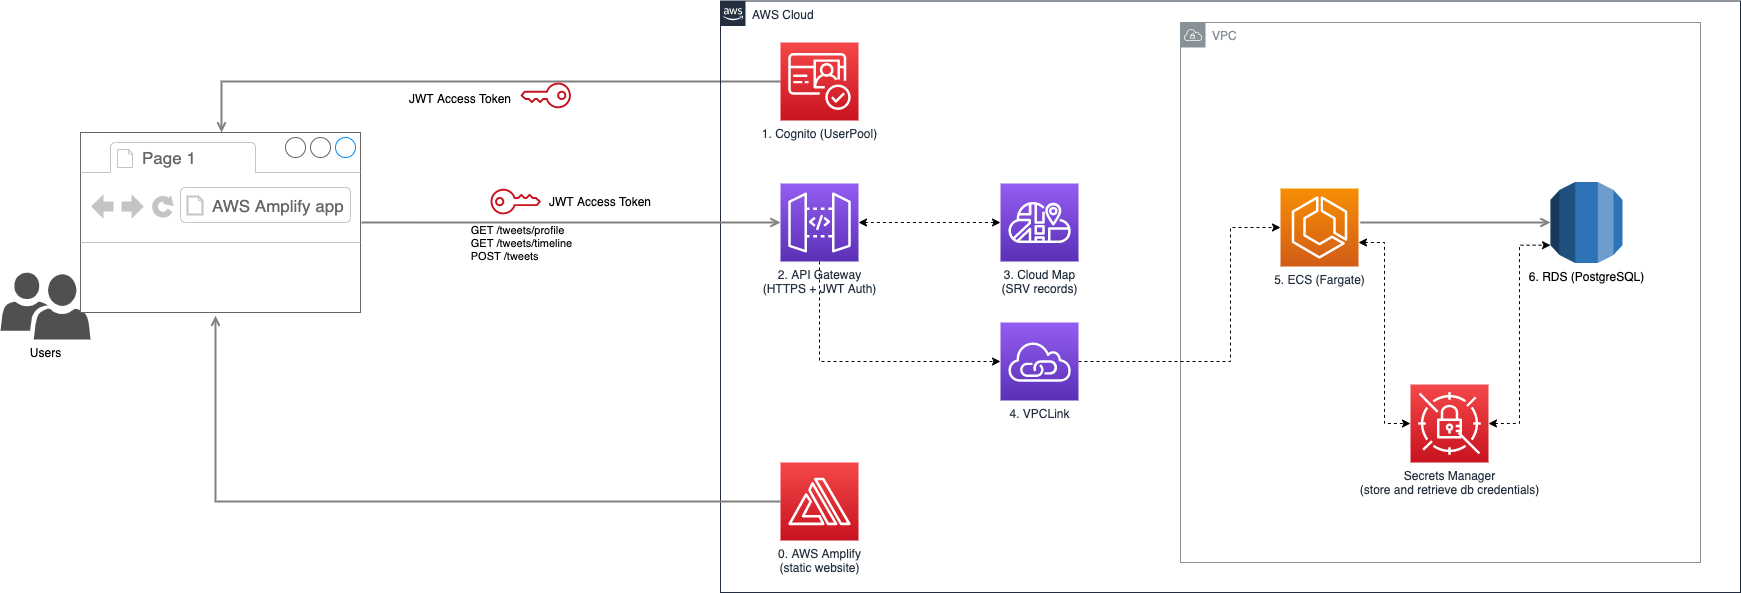 aws
AWS Cloud
VPC
JWT Access Token
1. Cognito (UserPool)
Page 1
AWS Amplify app
JWT Access Token
GET /tweets/profile
GET /tweets/timeline
POST /tweets
2. API Gateway
(HTTPS + JWT Auth)
3. Cloud Map
(SRV records)
5. ECS (Fargate)
6. RDS (PostgreSQL)
Users
4. VPCLink
Secrets Manager
(store and retrieve db credentials)
0. AWS Amplify
(static website)